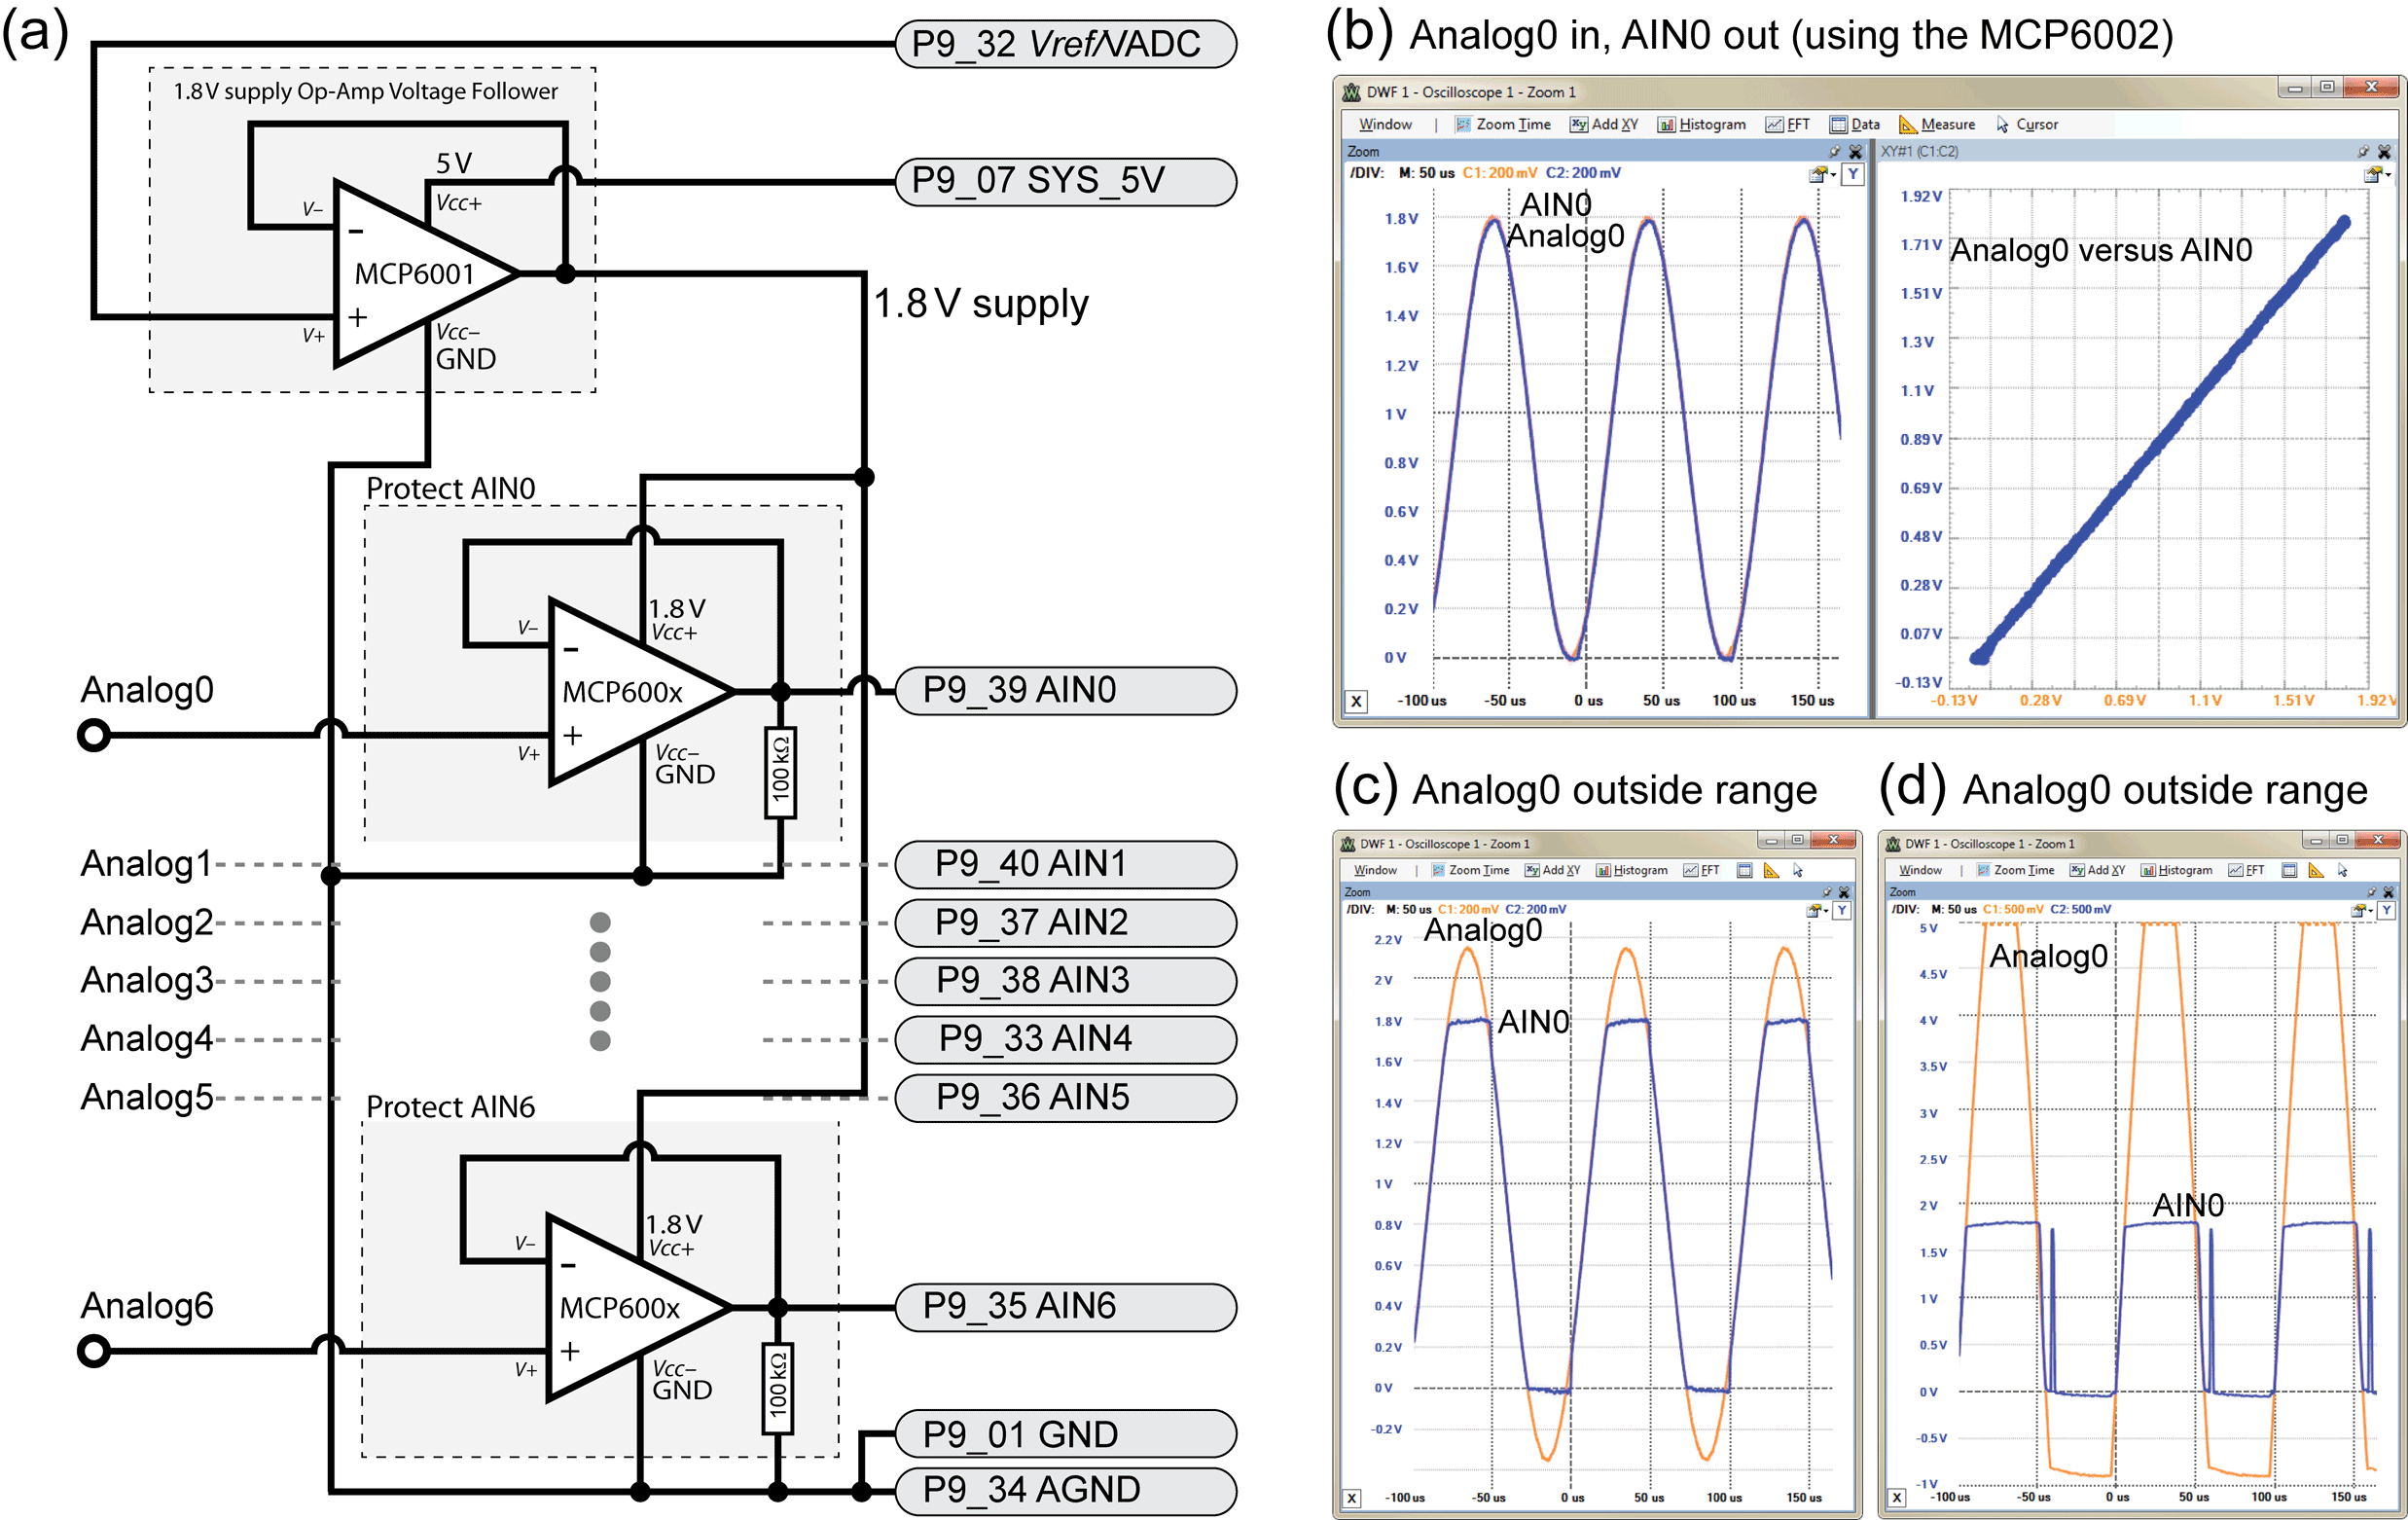 (a)
P9_32 Vref/VADC
1.8V supply Op-Amp Voltage Follower
5V
P9_07 SYS_5V
Vcc+
V–
-
MCP6001
+
V+
Vcc–
GND
1.8V supply
Protect AIN0
1.8V
Vcc+
V–
-
Analog0
MCP600x
P9_39 AIN0
+
V+
Vcc–
GND
100kΩ
Analog1
P9_40 AIN1
Analog2
P9_37 AIN2
Analog3
P9_38 AIN3
Analog4
P9_33 AIN4
Analog5
P9_36 AIN5
Protect AIN6
1.8V
Vcc+
V–
-
Analog6
MCP600x
P9_35 AIN6
+
V+
Vcc–
GND
100kΩ
P9_01 GND
P9_34 AGND
(b) Analog0 in, AIN0 out (using the MCP6002)
DWF 1 - Oscilloscope 1 - Zoom 1
Window | Zoom Time Add XY Histogram FFT Data Measure Cursor
Zoom
/DIV: M: 50 us C1: 200 mV C2: 200 mV
Y
AIN0
Analog0
1.8 V
1.6 V
1.4 V
1.2 V
1 V
0.8 V
0.6 V
0.4 V
0.2 V
0 V
X
-100 us -50 us 0 us 50 us 100 us 150 us
XY#1 (C1:C2)
1.92 V
1.71 V
Analog0 versus AIN0
1.51 V
1.3 V
1.1 V
0.89 V
0.69 V
0.48 V
0.28 V
0.07 V
-0.13 V
-0.13 V 0.28 V 0.69 V 1.1 V 1.51 V 1.92 V
(c) Analog0 outside range
DWF 1 - Oscilloscope 1 - Zoom 1
Window | Zoom Time Add XY Histogram FFT
Zoom
/DIV: M: 50 us C1: 200 mV C2: 200 mV
Y
Analog0
2.2 V
2 V
1.8 V
AIN0
1.6 V
1.4 V
1.2 V
1 V
0.8 V
0.6 V
0.4 V
0.2 V
0 V
-0.2 V
X
-100 us -50 us 0 us 50 us 100 us 150 us
(d) Analog0 outside range
DWF 1 - Oscilloscope 1 - Zoom 1
Window | Zoom Time Add XY Histogram FFT
Zoom
/DIV: M: 50 us C1: 500 mV C2: 500 mV
Y
5 V
Analog0
4.5 V
4 V
3.5 V
3 V
2.5 V
2 V
AIN0
1.5 V
1 V
0.5 V
0 V
-0.5 V
-1 V
X
-100 us -50 us 0 us 50 us 100 us 150 us